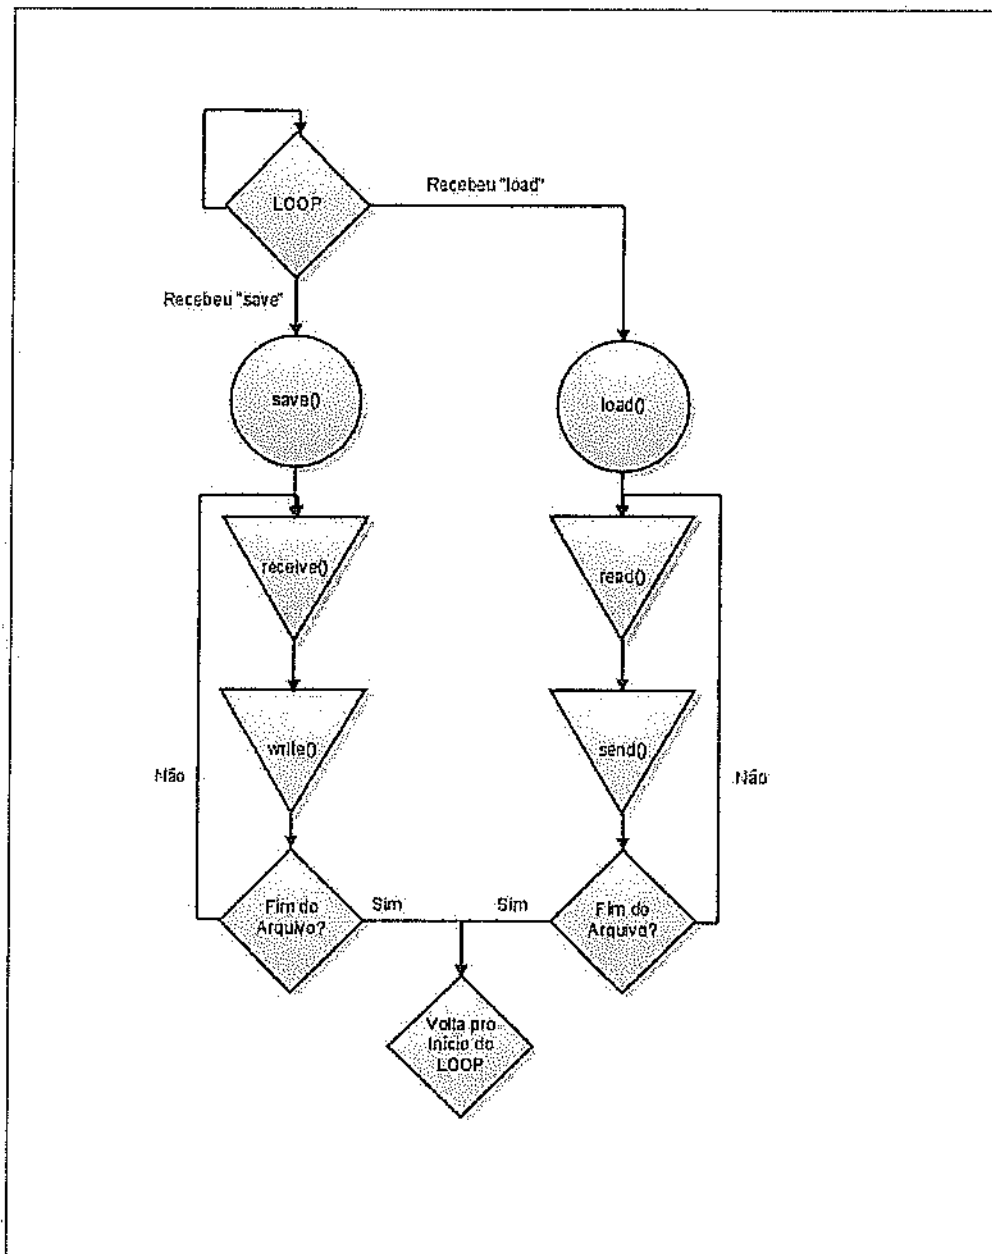 LOOP
Recebeu "load"
Recebeu "save"
save()
load()
receive()
read()
write()
send()
Não
Não
Fim do
Arquivo?
Sim
Sim
Fim do
Arquivo?
Volta pro
Início do
LOOP